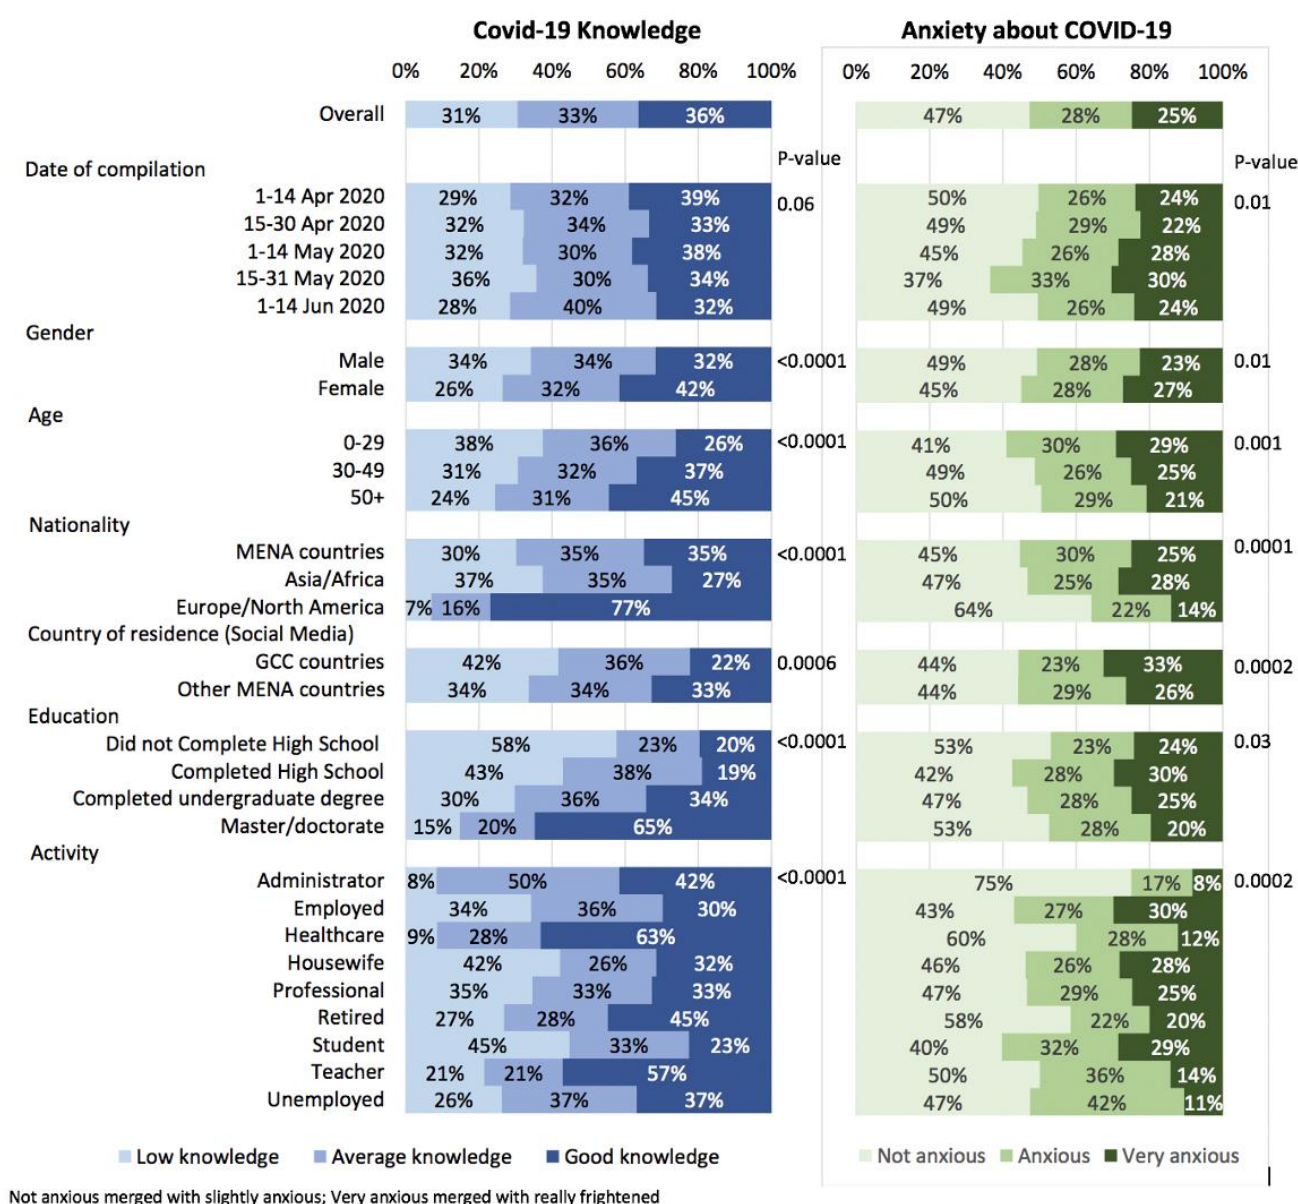 Covid-19 Knowledge Anxiety about COVID-19
0% 20% 40% 60% 80% 100% 0% 20% 40% 60% 80% 100%
Overall 31% 33% 36% 47% 28% 25%
P-value P-value
Date of compilation
1-14 Apr 2020 29% 32% 39% 0.06 50% 26% 24% 0.01
15-30 Apr 2020 32% 34% 33% 49% 29% 22%
1-14 May 2020 32% 30% 38% 45% 26% 28%
15-31 May 2020 36% 30% 34% 37% 33% 30%
1-14 Jun 2020 28% 40% 32% 49% 26% 24%
Gender
Male 34% 34% 32% <0.0001 49% 28% 23% 0.01
Female 26% 32% 42% 45% 28% 27%
Age
0-29 38% 36% 26% <0.0001 41% 30% 29% 0.001
30-49 31% 32% 37% 49% 26% 25%
50+ 24% 31% 45% 50% 29% 21%
Nationality
MENA countries 30% 35% 35% <0.0001 45% 30% 25% 0.0001
Asia/Africa 37% 35% 27% 47% 25% 28%
Europe/North America 7% 16% 77% 64% 22% 14%
Country of residence (Social Media)
GCC countries 42% 36% 22% 0.0006 44% 23% 33% 0.0002
Other MENA countries 34% 34% 33% 44% 29% 26%
Education
Did not Complete High School 58% 23% 20% <0.0001 53% 23% 24% 0.03
Completed High School 43% 38% 19% 42% 28% 30%
Completed undergraduate degree 30% 36% 34% 47% 28% 25%
Master/doctorate 15% 20% 65% 53% 28% 20%
Activity
Administrator 8% 50% 42% <0.0001 75% 17% 8% 0.0002
Employed 34% 36% 30% 43% 27% 30%
Healthcare 9% 28% 63% 60% 28% 12%
Housewife 42% 26% 32% 46% 26% 28%
Professional 35% 33% 33% 47% 29% 25%
Retired 27% 28% 45% 58% 22% 20%
Student 45% 33% 23% 40% 32% 29%
Teacher 21% 21% 57% 50% 36% 14%
Unemployed 26% 37% 37% 47% 42% 11%
Low knowledge Average knowledge Good knowledge Not anxious Anxious Very anxious
Not anxious merged with slightly anxious; Very anxious merged with really frightened